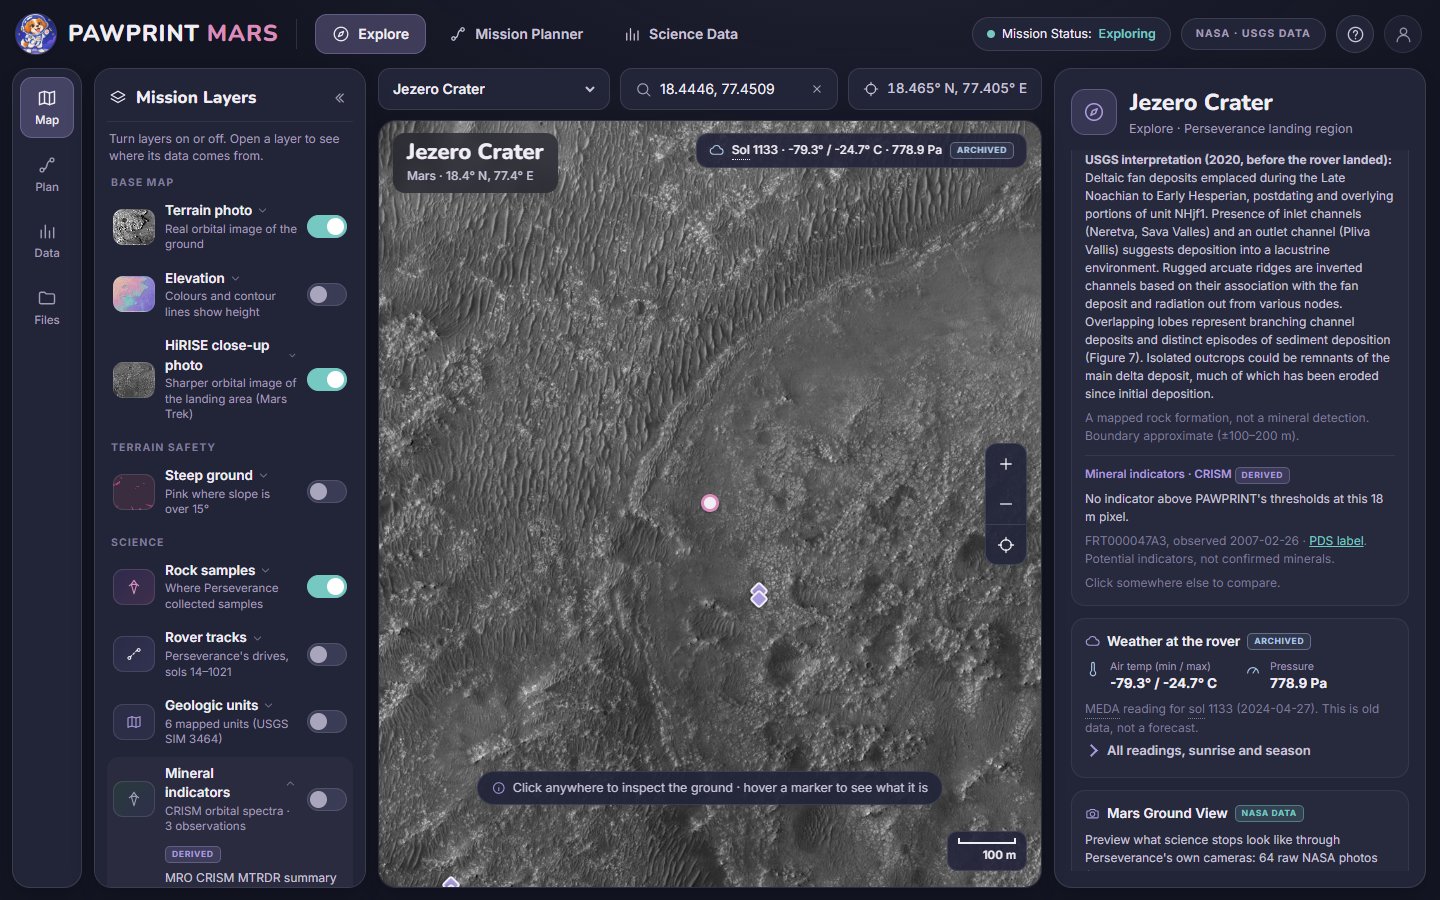 PAWPRINT MARS
Explore
Mission Planner
Science Data
Mission Status: Exploring
NASA · USGS DATA
Map
Plan
Data
Files
Mission Layers
Turn layers on or off. Open a layer to see
where its data comes from.
BASE MAP
Terrain photo
Real orbital image of the
ground
Elevation
Colours and contour
lines show height
HiRISE close-up
photo
Sharper orbital image of
the landing area (Mars
Trek)
TERRAIN SAFETY
Steep ground
Pink where slope is
over 15°
SCIENCE
Rock samples
Where Perseverance
collected samples
Rover tracks
Perseverance's drives,
sols 14–1021
Geologic units
6 mapped units (USGS
SIM 3464)
Mineral
indicators
CRISM orbital spectra ·
3 observations
DERIVED
MRO CRISM MTRDR summary
Jezero Crater
18.4446, 77.4509
18.465° N, 77.405° E
Jezero Crater
Mars · 18.4° N, 77.4° E
Sol 1133 · -79.3° / -24.7° C · 778.9 Pa
ARCHIVED
Click anywhere to inspect the ground · hover a marker to see what it is
100 m
Jezero Crater
Explore · Perseverance landing region
USGS interpretation (2020, before the rover landed):
Deltaic fan deposits emplaced during the Late
Noachian to Early Hesperian, postdating and overlying
portions of unit NHjf1. Presence of inlet channels
(Neretva, Sava Valles) and an outlet channel (Pliva
Vallis) suggests deposition into a lacustrine
environment. Rugged arcuate ridges are inverted
channels based on their association with the fan
deposit and radiation out from various nodes.
Overlapping lobes represent branching channel
deposits and distinct episodes of sediment deposition
(Figure 7). Isolated outcrops could be remnants of the
main delta deposit, much of which has been eroded
since initial deposition.
A mapped rock formation, not a mineral detection.
Boundary approximate (±100–200 m).
Mineral indicators · CRISM DERIVED
No indicator above PAWPRINT's thresholds at this 18
m pixel.
FRT000047A3, observed 2007-02-26 · PDS label.
Potential indicators, not confirmed minerals.
Click somewhere else to compare.
Weather at the rover ARCHIVED
Air temp (min / max)
-79.3° / -24.7° C
Pressure
778.9 Pa
MEDA reading for sol 1133 (2024-04-27). This is old
data, not a forecast.
All readings, sunrise and season
Mars Ground View NASA DATA
Preview what science stops look like through
Perseverance's own cameras: 64 raw NASA photos